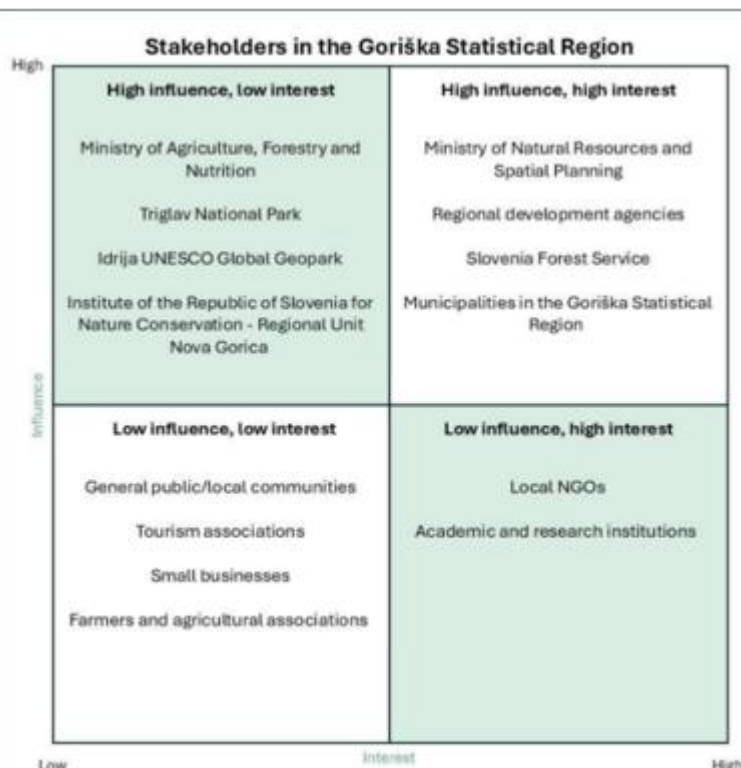 Stakeholders in the Goriška Statistical Region
High
High influence, low interest
Ministry of Agriculture, Forestry and
Nutrition
Triglav National Park
Idrija UNESCO Global Geopark
Institute of the Republic of Slovenia for
Nature Conservation - Regional Unit
Nova Gorica
High influence, high interest
Ministry of Natural Resources and
Spatial Planning
Regional development agencies
Slovenia Forest Service
Municipalities in the Goriška Statistical
Region
Influence
Low influence, low interest
General public/local communities
Tourism associations
Small businesses
Farmers and agricultural associations
Low influence, high interest
Local NGOs
Academic and research institutions
Low
Interest
High